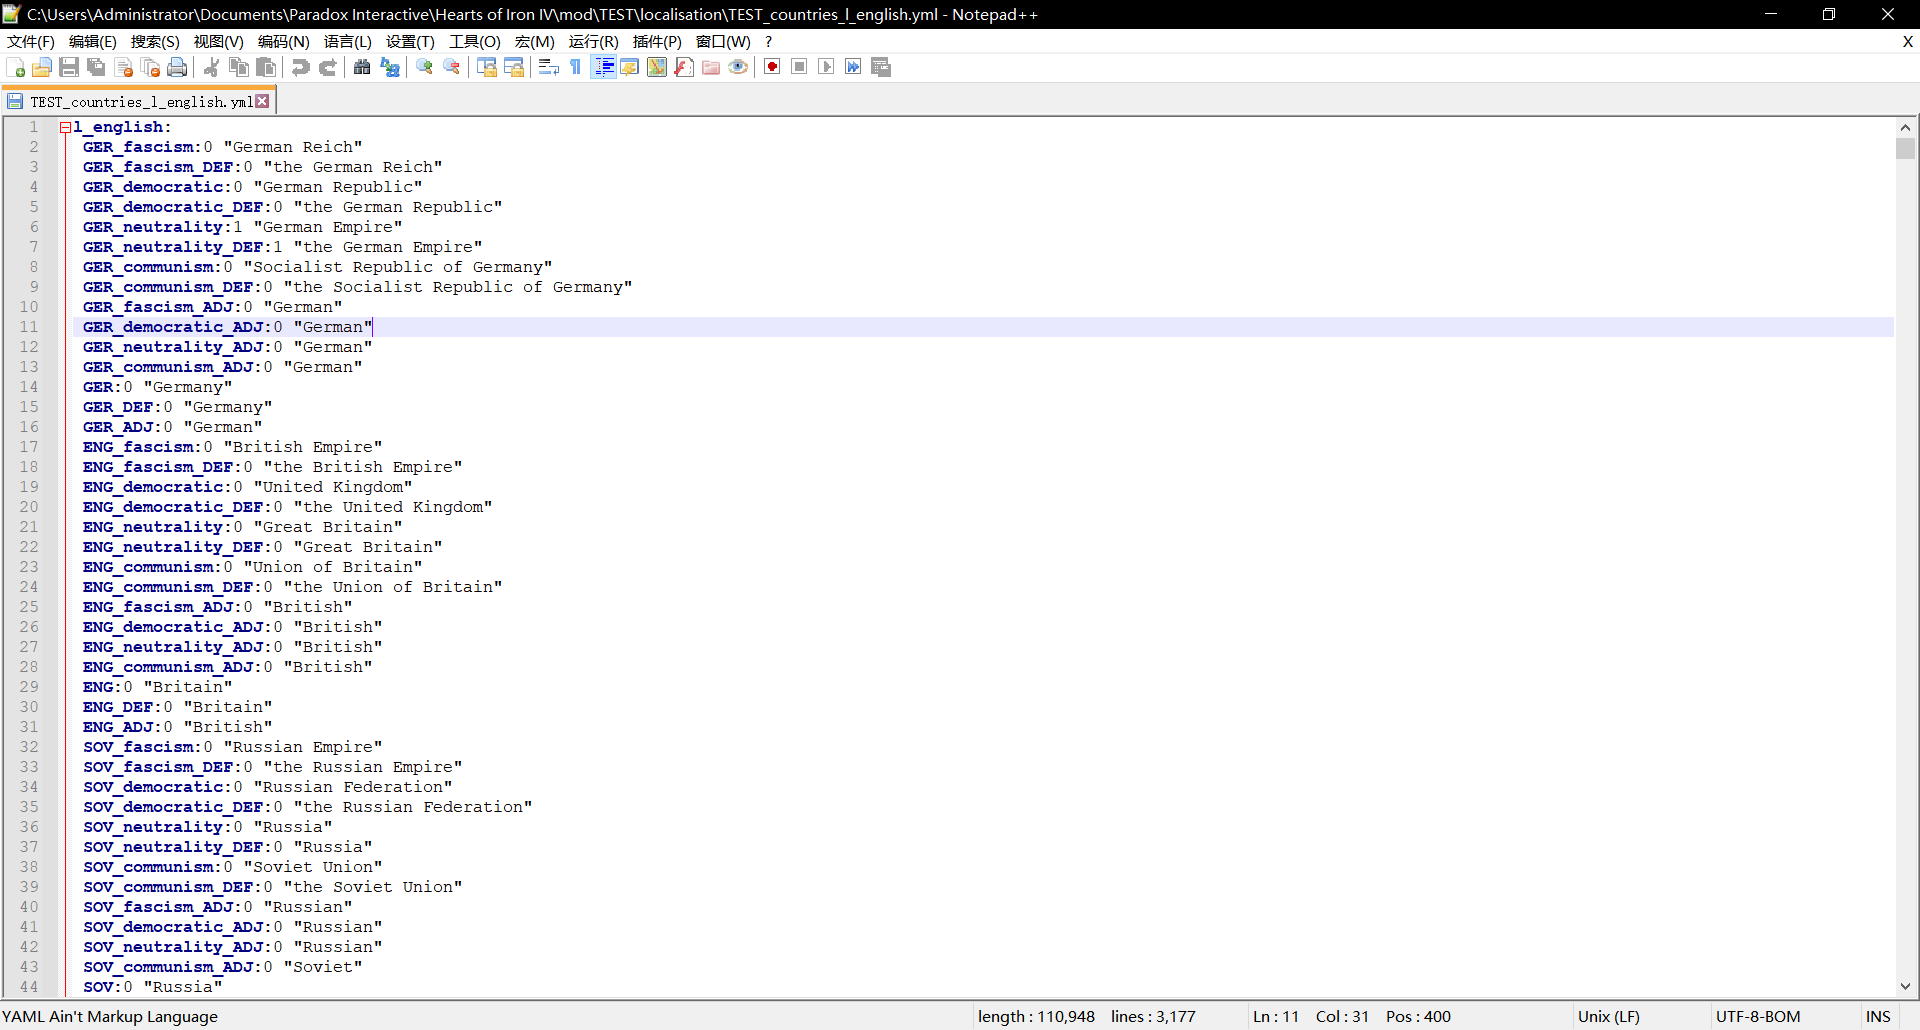 C:\Users\Administrator\Documents\Paradox Interactive\Hearts of Iron IV\mod\TEST\localisation\TEST_countries_l_english.yml - Notepad++
文件(F) 编辑(E) 搜索(S) 视图(V) 编码(N) 语言(L) 设置(T) 工具(O) 宏(M) 运行(R) 插件(P) 窗口(W) ? X
TEST_countries_l_english.yml
1 l_english:
2 GER_fascism:0 "German Reich"
3 GER_fascism_DEF:0 "the German Reich"
4 GER_democratic:0 "German Republic"
5 GER_democratic_DEF:0 "the German Republic"
6 GER_neutrality:1 "German Empire"
7 GER_neutrality_DEF:1 "the German Empire"
8 GER_communism:0 "Socialist Republic of Germany"
9 GER_communism_DEF:0 "the Socialist Republic of Germany"
10 GER_fascism_ADJ:0 "German"
11 GER_democratic_ADJ:0 "German"
12 GER_neutrality_ADJ:0 "German"
13 GER_communism_ADJ:0 "German"
14 GER:0 "Germany"
15 GER_DEF:0 "Germany"
16 GER_ADJ:0 "German"
17 ENG_fascism:0 "British Empire"
18 ENG_fascism_DEF:0 "the British Empire"
19 ENG_democratic:0 "United Kingdom"
20 ENG_democratic_DEF:0 "the United Kingdom"
21 ENG_neutrality:0 "Great Britain"
22 ENG_neutrality_DEF:0 "Great Britain"
23 ENG_communism:0 "Union of Britain"
24 ENG_communism_DEF:0 "the Union of Britain"
25 ENG_fascism_ADJ:0 "British"
26 ENG_democratic_ADJ:0 "British"
27 ENG_neutrality_ADJ:0 "British"
28 ENG_communism_ADJ:0 "British"
29 ENG:0 "Britain"
30 ENG_DEF:0 "Britain"
31 ENG_ADJ:0 "British"
32 SOV_fascism:0 "Russian Empire"
33 SOV_fascism_DEF:0 "the Russian Empire"
34 SOV_democratic:0 "Russian Federation"
35 SOV_democratic_DEF:0 "the Russian Federation"
36 SOV_neutrality:0 "Russia"
37 SOV_neutrality_DEF:0 "Russia"
38 SOV_communism:0 "Soviet Union"
39 SOV_communism_DEF:0 "the Soviet Union"
40 SOV_fascism_ADJ:0 "Russian"
41 SOV_democratic_ADJ:0 "Russian"
42 SOV_neutrality_ADJ:0 "Russian"
43 SOV_communism_ADJ:0 "Soviet"
44 SOV:0 "Russia"
YAML Ain't Markup Language length : 110,948 lines : 3,177 Ln : 11 Col : 31 Pos : 400 Unix (LF) UTF-8-BOM INS